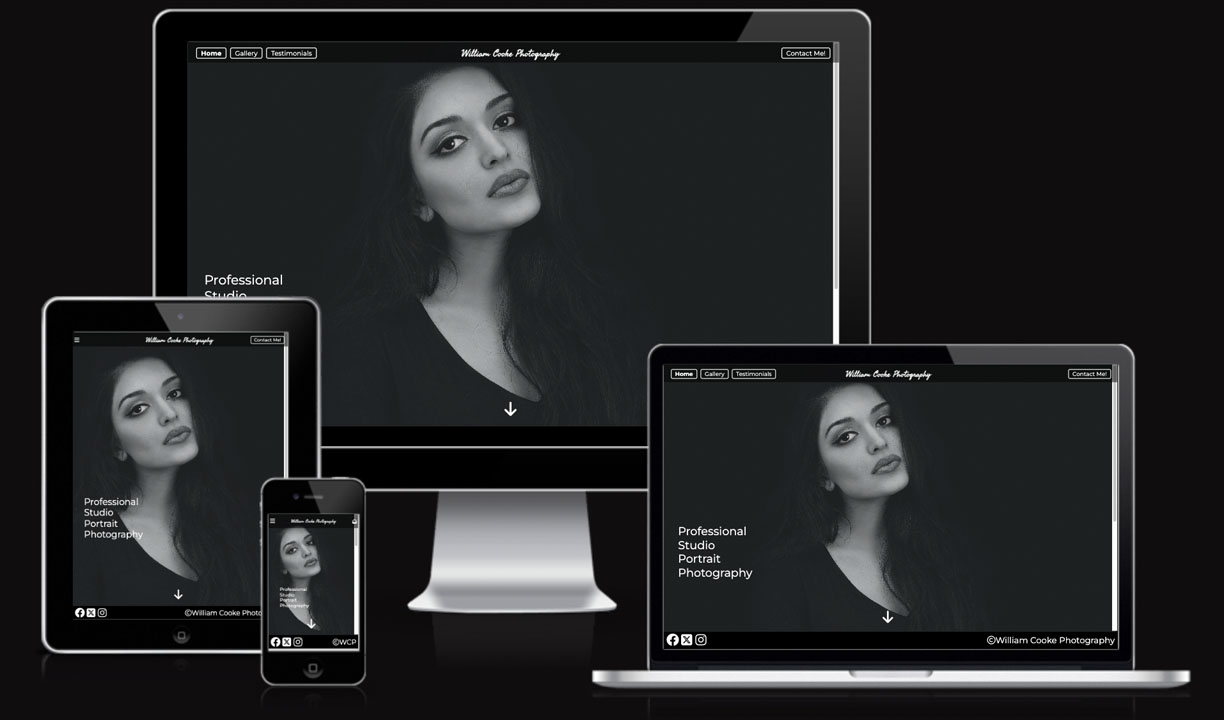 Home Gallery Testimonials William Cooke Photography Contact Me!
Professional
Studio
William Cooke Photography Contact Me!
Professional
Studio
Portrait
Photography
©William Cooke Photo
William Cooke Photography
Professional
Studio
Portrait
Photography
©WCP
Home Gallery Testimonials William Cooke Photography Contact Me!
Professional
Studio
Portrait
Photography
©William Cooke Photography